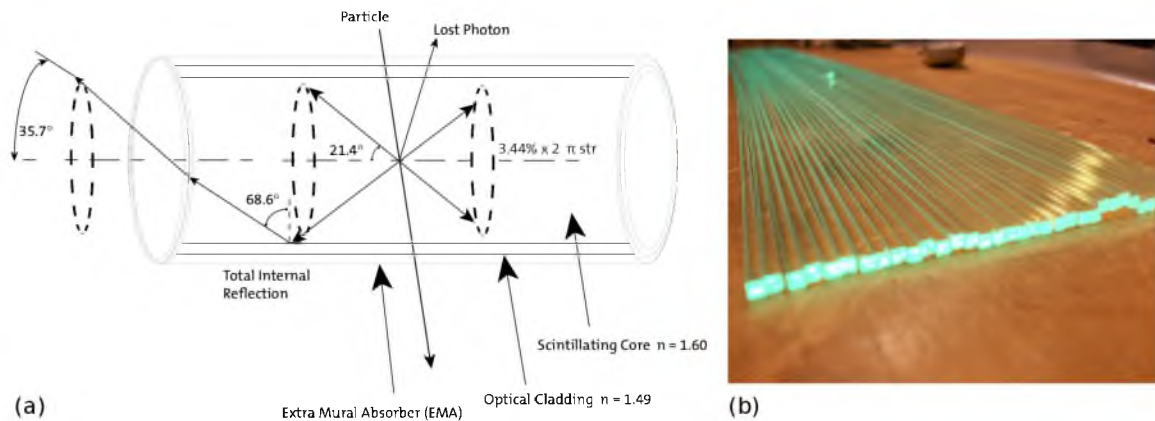 Particle
Lost Photon
35.7°
21.4°
3.44% x 2 π str
68.6°
Total Internal
Reflection
Scintillating Core n = 1.60
Optical Cladding n = 1.49
Extra Mural Absorber (EMA)
(a)
(b)